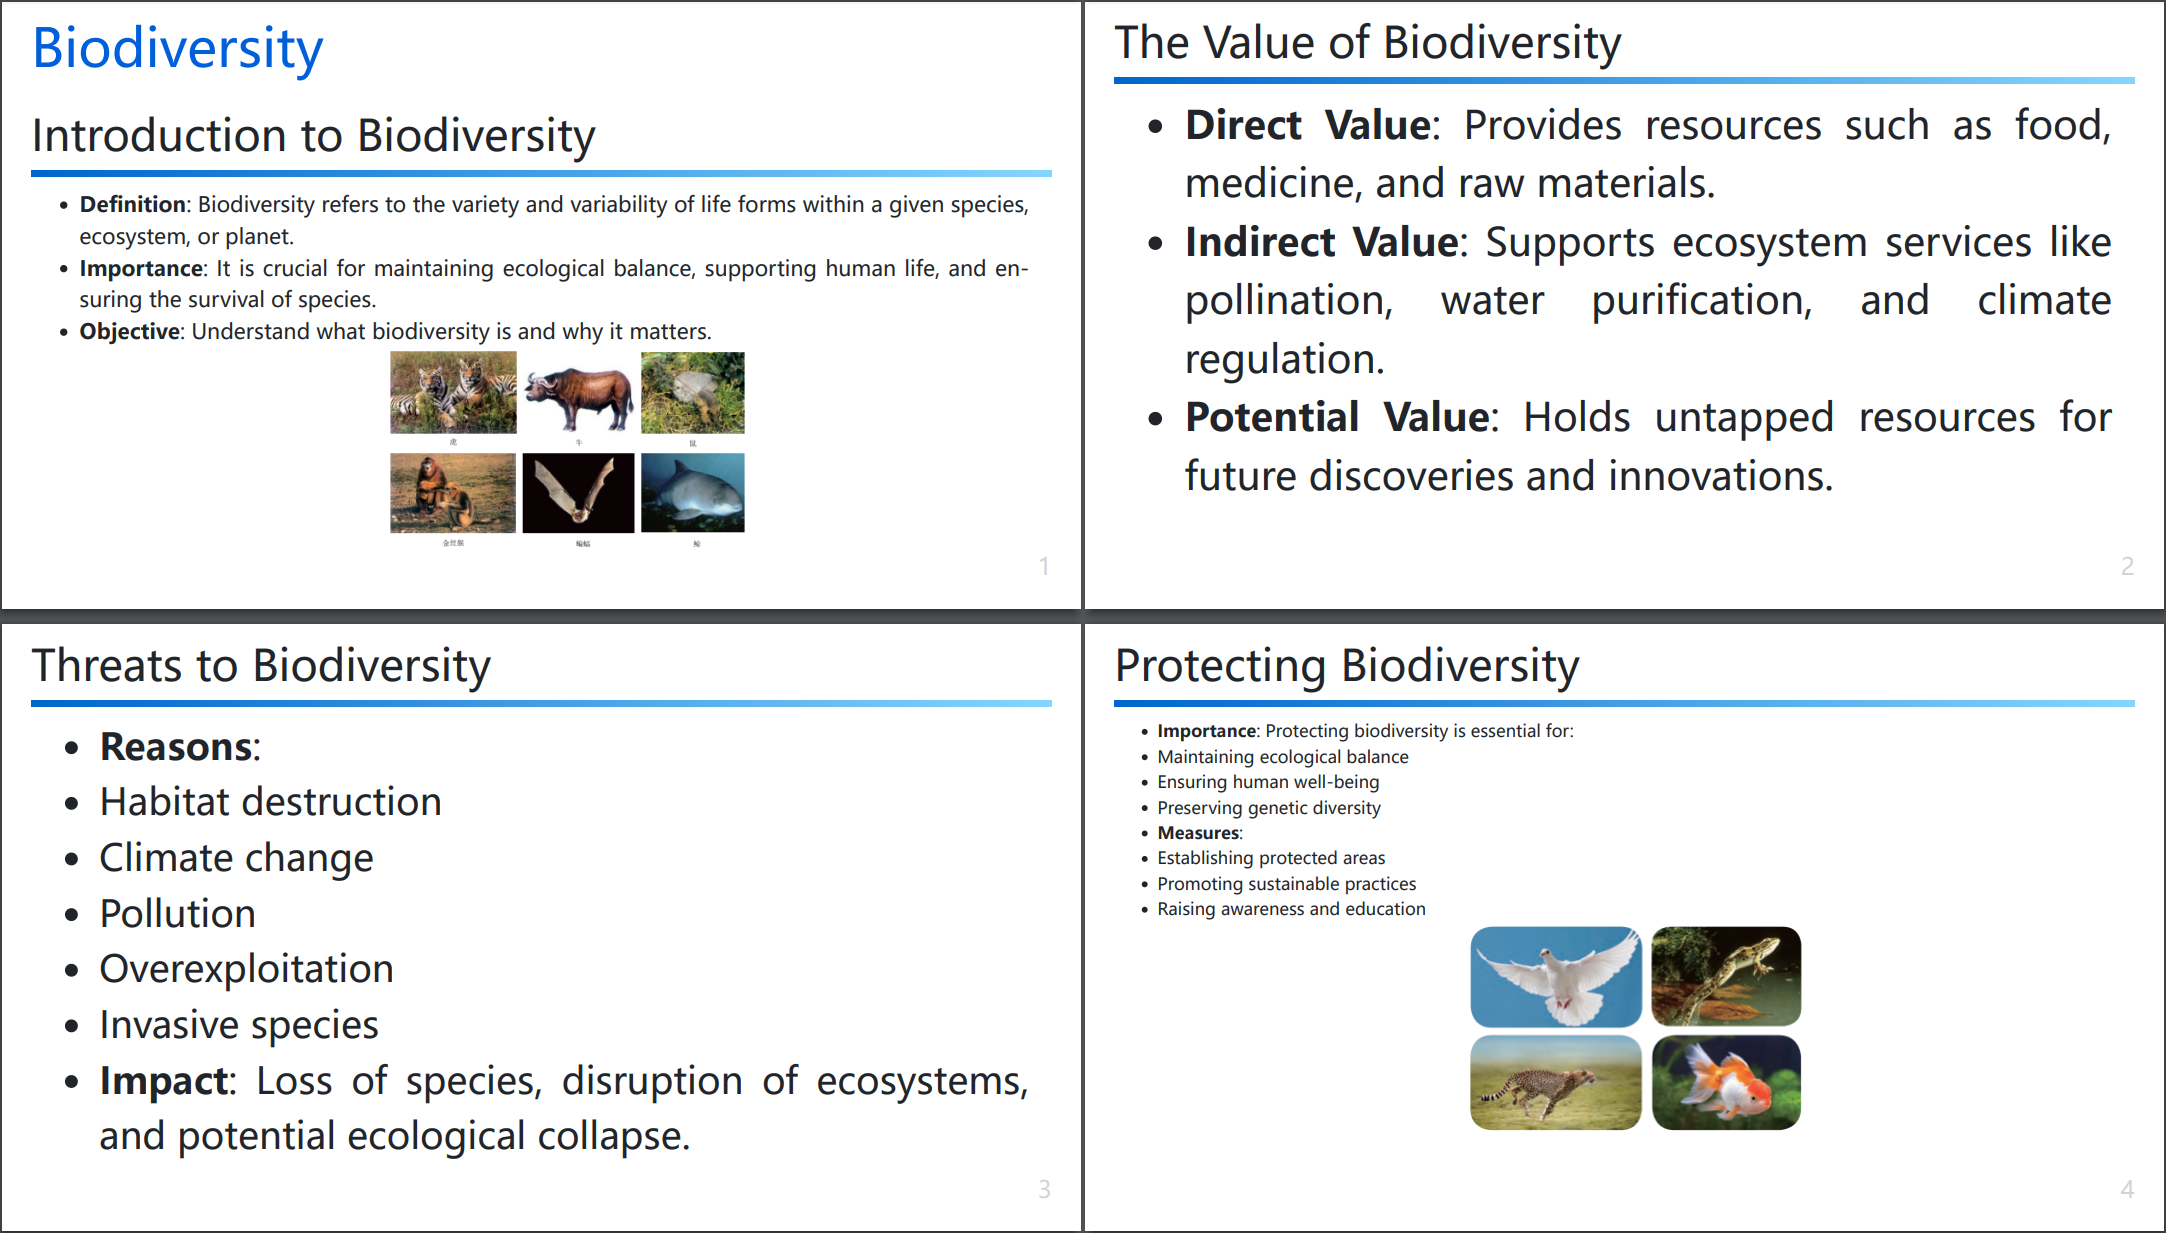 Biodiversity
Introduction to Biodiversity
• Definition: Biodiversity refers to the variety and variability of life forms within a given species,
ecosystem, or planet.
• Importance: It is crucial for maintaining ecological balance, supporting human life, and en-
suring the survival of species.
• Objective: Understand what biodiversity is and why it matters.
虎 牛 鼠
金丝猴 蝙蝠 鲸
1
The Value of Biodiversity
• Direct Value: Provides resources such as food,
medicine, and raw materials.
• Indirect Value: Supports ecosystem services like
pollination, water purification, and climate
regulation.
• Potential Value: Holds untapped resources for
future discoveries and innovations.
2
Threats to Biodiversity
• Reasons:
• Habitat destruction
• Climate change
• Pollution
• Overexploitation
• Invasive species
• Impact: Loss of species, disruption of ecosystems,
and potential ecological collapse.
3
Protecting Biodiversity
• Importance: Protecting biodiversity is essential for:
• Maintaining ecological balance
• Ensuring human well-being
• Preserving genetic diversity
• Measures:
• Establishing protected areas
• Promoting sustainable practices
• Raising awareness and education
4